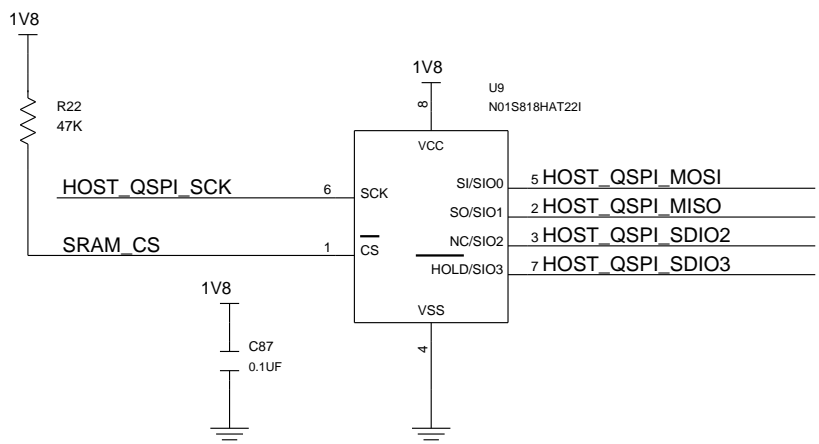 1V8
R22
47K
1V8
8
U9
N01S818HAT22I
VCC
HOST_QSPI_SCK 6 SCK
SI/SIO0 5 HOST_QSPI_MOSI
SO/SIO1 2 HOST_QSPI_MISO
SRAM_CS 1 CS
NC/SIO2 3 HOST_QSPI_SDIO2
HOLD/SIO3 7 HOST_QSPI_SDIO3
1V8
VSS
4
C87
0.1UF